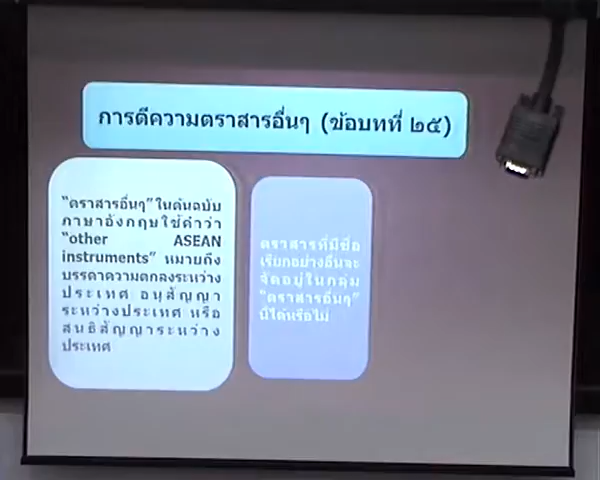 การตีความตราสารอื่นๆ (ข้อบทที่ ๒๕)
“ตราสารอื่นๆ” ในต้นฉบับ
ภาษาอังกฤษใช้คำว่า
“other ASEAN
instruments” หมายถึง
บรรดาความตกลงระหว่าง
ประเทศ อนุสัญญา
ระหว่างประเทศ หรือ
สนธิสัญญาระหว่าง
ประเทศ
ตราสารที่มีชื่อ
เรียกอย่างอื่นจะ
จัดอยู่ในกลุ่ม
“ตราสารอื่นๆ”
นี้ได้หรือไม่